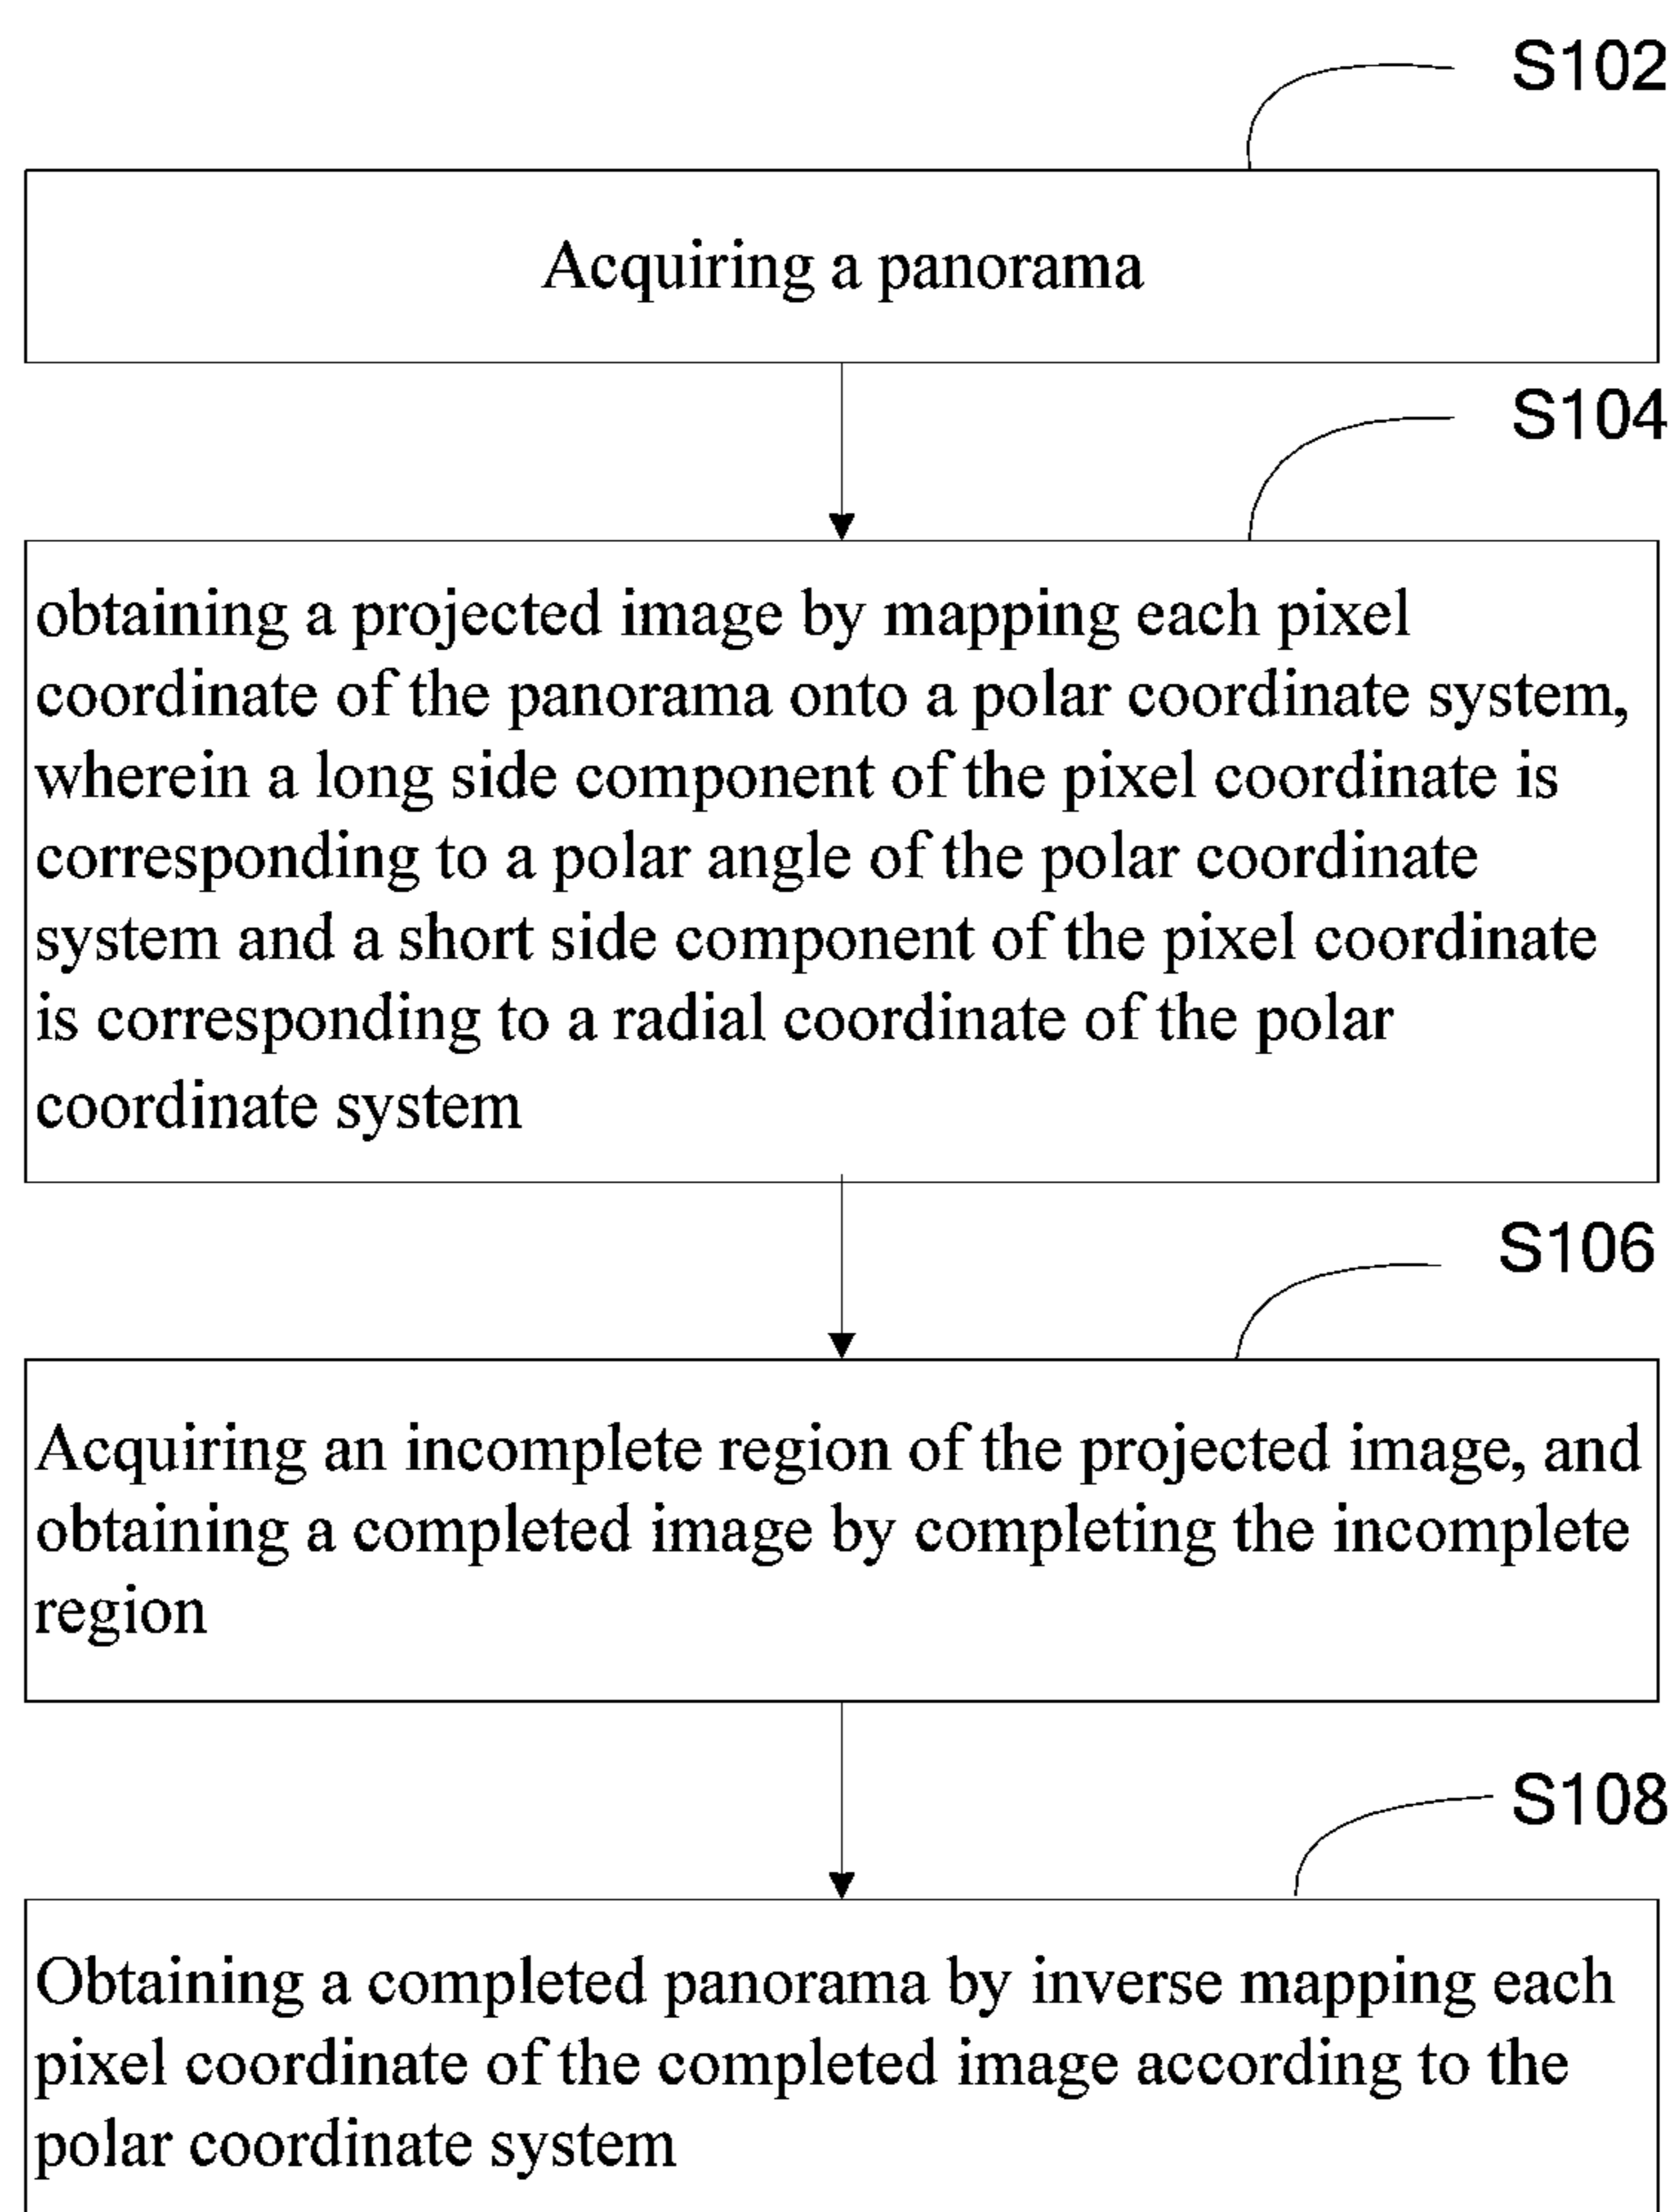 S102
Acquiring a panorama
S104
obtaining a projected image by mapping each pixel
coordinate of the panorama onto a polar coordinate system,
wherein a long side component of the pixel coordinate is
corresponding to a polar angle of the polar coordinate
system and a short side component of the pixel coordinate
is corresponding to a radial coordinate of the polar
coordinate system
S106
Acquiring an incomplete region of the projected image, and
obtaining a completed image by completing the incomplete
region
S108
Obtaining a completed panorama by inverse mapping each
pixel coordinate of the completed image according to the
polar coordinate system